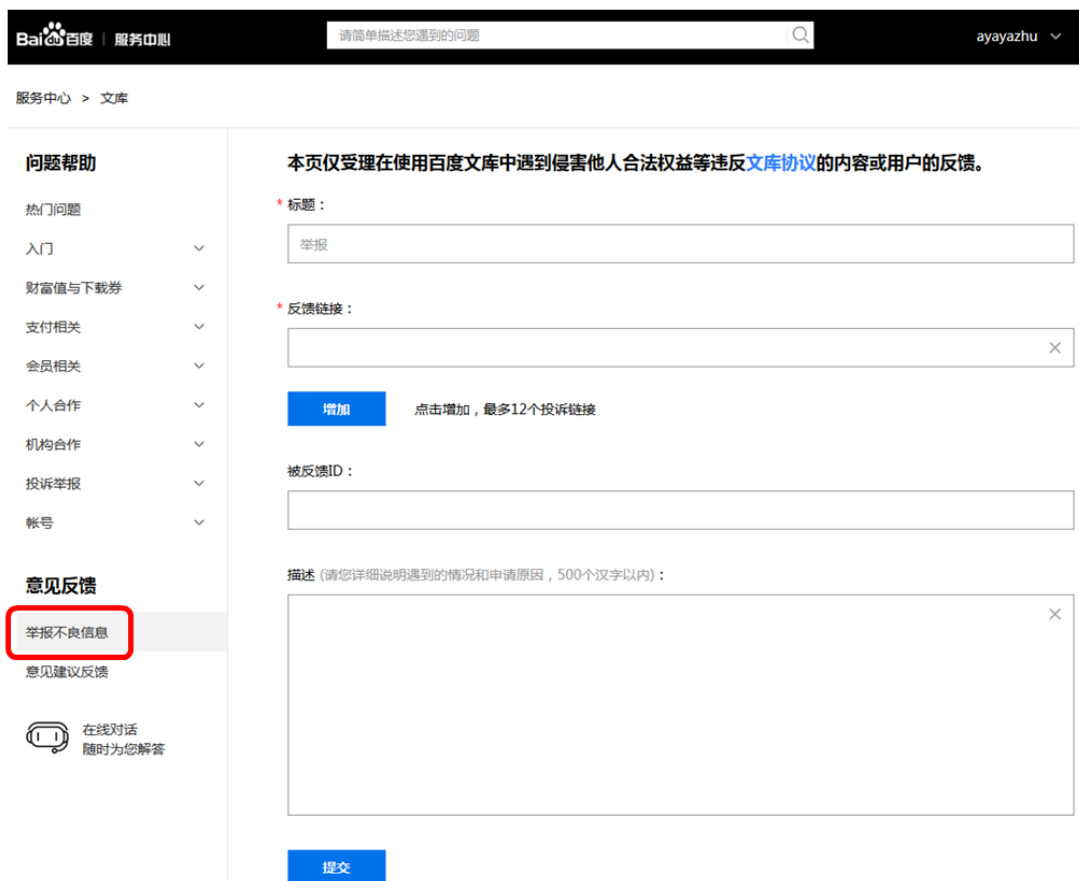 Bai du 百度 | 服务中心
请简单描述您遇到的问题
ayayazhu
服务中心 > 文库
问题帮助
热门问题
入门
财富值与下载券
支付相关
会员相关
个人合作
机构合作
投诉举报
帐号
意见反馈
举报不良信息
意见建议反馈
在线对话
随时为您解答
本页仅受理在使用百度文库中遇到侵害他人合法权益等违反文库协议的内容或用户的反馈。
* 标题：
举报
* 反馈链接：
增加 点击增加，最多12个投诉链接
被反馈ID：
描述 (请您详细说明遇到的情况和申请原因，500个汉字以内)：
提交